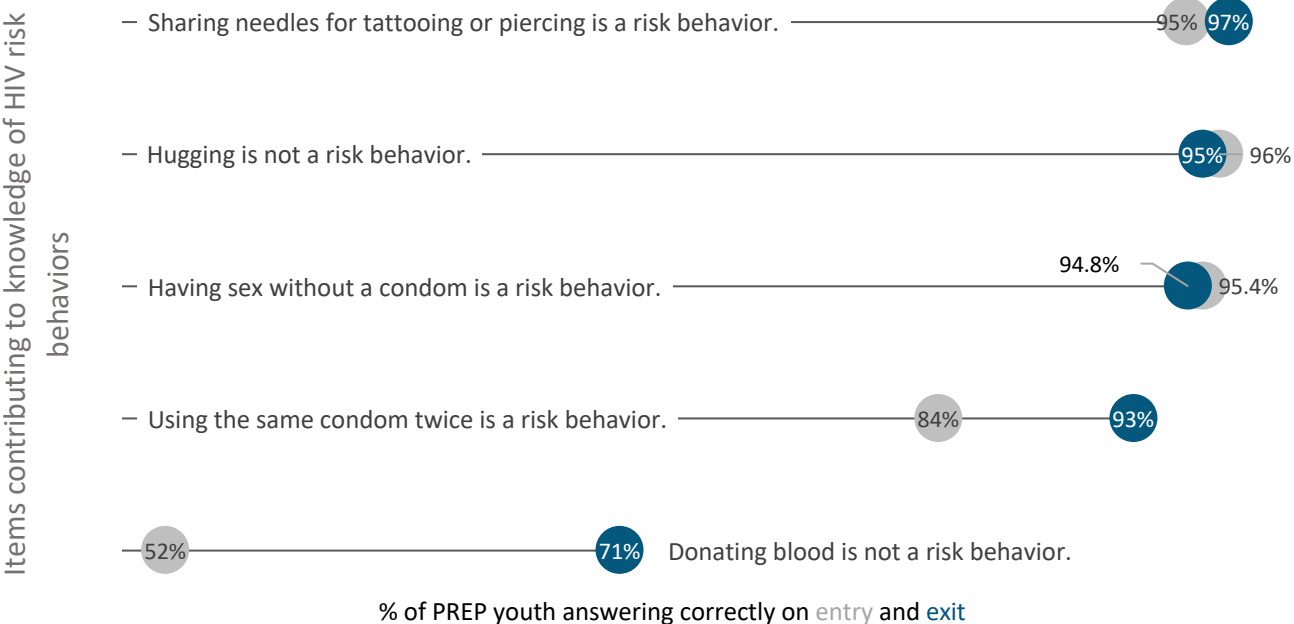 Items contributing to knowledge of HIV risk
behaviors
Sharing needles for tattooing or piercing is a risk behavior.
95% 97%
Hugging is not a risk behavior.
95% 96%
Having sex without a condom is a risk behavior.
94.8%
95.4%
Using the same condom twice is a risk behavior.
84% 93%
52% 71% Donating blood is not a risk behavior.
% of PREP youth answering correctly on entry and exit